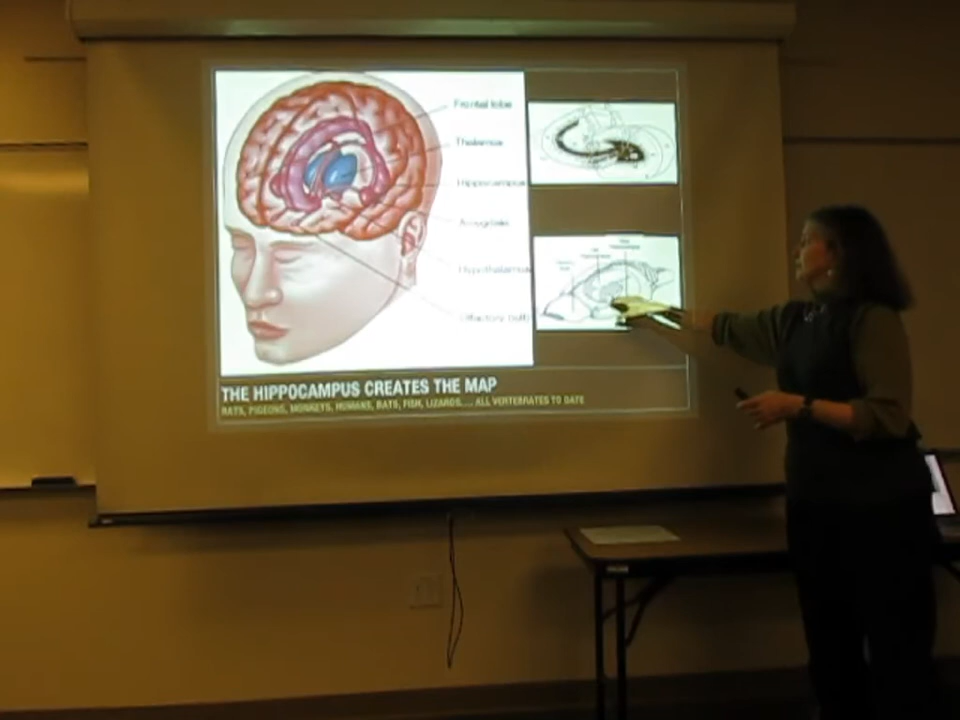 Frontal lobe
Thalamus
Hippocampus
Amygdala
Hypothalamus
Olfactory bulb
THE HIPPOCAMPUS CREATES THE MAP
RATS, PIGEONS, MONKEYS, HUMANS, BATS, FISH, LIZARDS.... ALL VERTEBRATES TO DATE